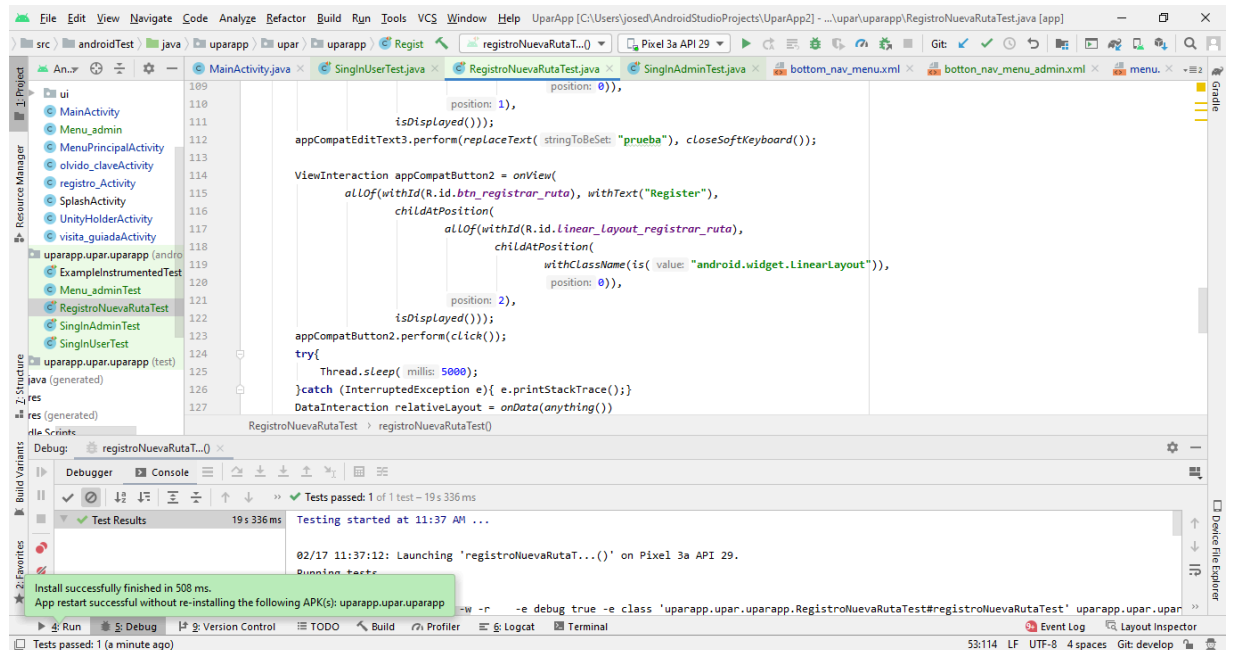 File Edit View Navigate Code Analyze Refactor Build Run Tools VCS Window Help UparApp [C:\Users\josed\AndroidStudioProjects\UparApp2] - ...\upar\uparapp\RegistroNuevaRutaTest.java [app]
src androidTest java uparapp upar uparapp Regist registroNuevaRutaT...() Pixel 3a API 29 Git:
An... MainActivity.java SingInUserTest.java RegistroNuevaRutaTest.java SingInAdminTest.java bottom_nav_menu.xml botton_nav_menu_admin.xml menu. 2
1: Project
Resource Manager
Z: Structure
Build Variants
2: Favorites
Gradle
Device File Explorer
ui
MainActivity
Menu_admin
MenuPrincipalActivity
olvido_claveActivity
registro_Activity
SplashActivity
UnityHolderActivity
visita_guiadaActivity
uparapp.upar.uparapp (andro
ExampleInstrumentedTest
Menu_adminTest
RegistroNuevaRutaTest
SingInAdminTest
SingInUserTest
uparapp.upar.uparapp (test)
java (generated)
res
res (generated)
dle Scripts
109 position: 0)),
110 position: 1),
111 isDisplayed()));
112 appCompatEditText3.perform(replaceText( stringToBeSet: "prueba"), closeSoftKeyboard());
113
114 ViewInteraction appCompatButton2 = onView(
115 allOf(withId(R.id.btn_registrar_ruta), withText("Register"),
116 childAtPosition(
117 allOf(withId(R.id.linear_layout_registrar_ruta),
118 childAtPosition(
119 withClassName(is( value: "android.widget.LinearLayout")),
120 position: 0)),
121 position: 2),
122 isDisplayed()));
123 appCompatButton2.perform(click());
124 try{
125 Thread.sleep( millis: 5000);
126 }catch (InterruptedException e){ e.printStackTrace();}
127 DataInteraction relativeLayout = onData(anything())
RegistroNuevaRutaTest › registroNuevaRutaTest()
Debug: registroNuevaRutaT...()
Debugger Console
Tests passed: 1 of 1 test – 19 s 336 ms
Test Results 19 s 336 ms
Testing started at 11:37 AM ...
02/17 11:37:12: Launching 'registroNuevaRutaT...()' on Pixel 3a API 29.
Running tests
-w -r -e debug true -e class 'uparapp.upar.uparapp.RegistroNuevaRutaTest#registroNuevaRutaTest' uparapp.upar.upar
Install successfully finished in 508 ms.
App restart successful without re-installing the following APK(s): uparapp.upar.uparapp
4: Run 5: Debug 9: Version Control TODO Build Profiler 6: Logcat Terminal Event Log Layout Inspector
Tests passed: 1 (a minute ago) 53:114 LF UTF-8 4 spaces Git: develop